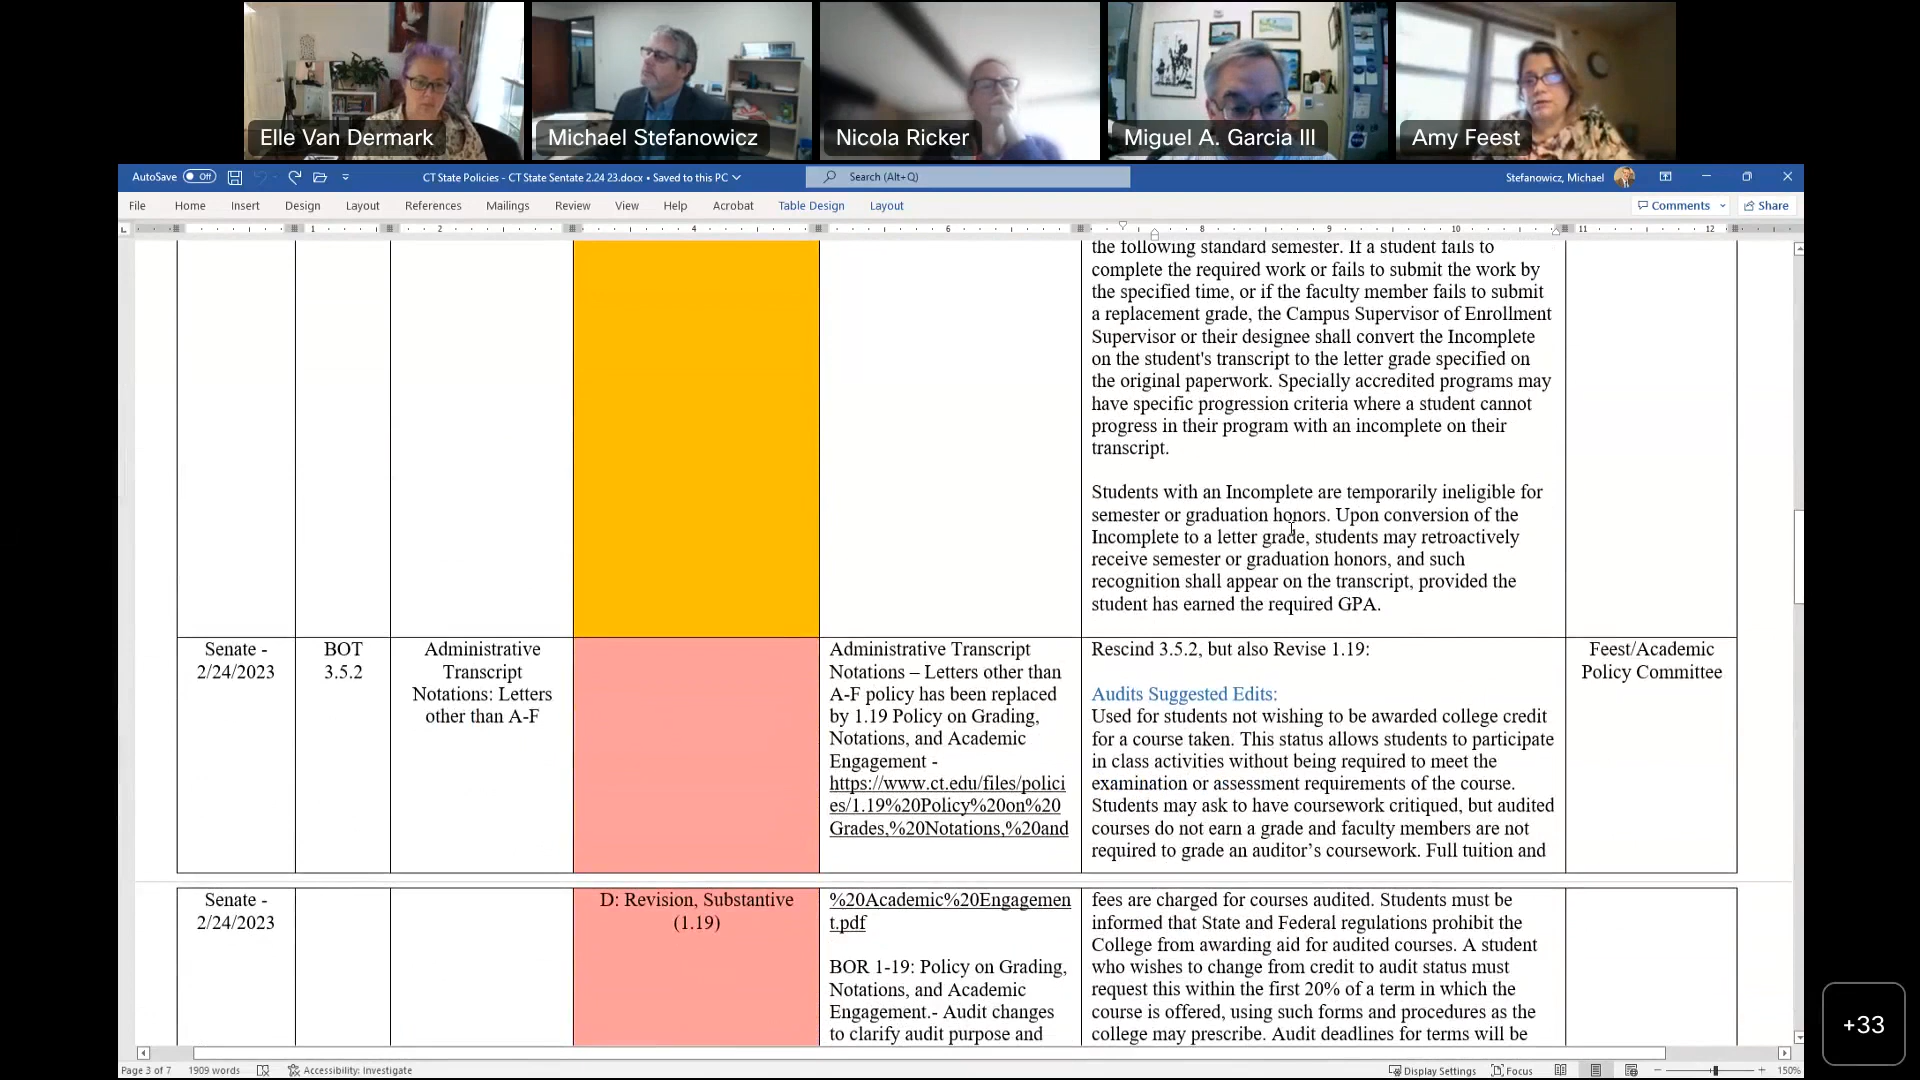 Elle Van Dermark
Michael Stefanowicz
Nicola Ricker
Miguel A. Garcia III
Amy Feest
AutoSave Off
CT State Policies - CT State Sentate 2.24 23.docx • Saved to this PC
Search (Alt+Q)
Stefanowicz, Michael
File Home Insert Design Layout References Mailings Review View Help Acrobat Table Design Layout
Comments
Share
1 2 4 6 8 9 10 11 12
the following standard semester. If a student fails to
complete the required work or fails to submit the work by
the specified time, or if the faculty member fails to submit
a replacement grade, the Campus Supervisor of Enrollment
Supervisor or their designee shall convert the Incomplete
on the student's transcript to the letter grade specified on
the original paperwork. Specially accredited programs may
have specific progression criteria where a student cannot
progress in their program with an incomplete on their
transcript.
Students with an Incomplete are temporarily ineligible for
semester or graduation honors. Upon conversion of the
Incomplete to a letter grade, students may retroactively
receive semester or graduation honors, and such
recognition shall appear on the transcript, provided the
student has earned the required GPA.
Senate -
2/24/2023
BOT
3.5.2
Administrative
Transcript
Notations: Letters
other than A-F
Administrative Transcript
Notations – Letters other than
A-F policy has been replaced
by 1.19 Policy on Grading,
Notations, and Academic
Engagement -
https://www.ct.edu/files/polici
es/1.19%20Policy%20on%20
Grades,%20Notations,%20and
Rescind 3.5.2, but also Revise 1.19:
Audits Suggested Edits:
Used for students not wishing to be awarded college credit
for a course taken. This status allows students to participate
in class activities without being required to meet the
examination or assessment requirements of the course.
Students may ask to have coursework critiqued, but audited
courses do not earn a grade and faculty members are not
required to grade an auditor’s coursework. Full tuition and
Feest/Academic
Policy Committee
Senate -
2/24/2023
D: Revision, Substantive
(1.19)
%20Academic%20Engagemen
t.pdf
BOR 1-19: Policy on Grading,
Notations, and Academic
Engagement.- Audit changes
to clarify audit purpose and
fees are charged for courses audited. Students must be
informed that State and Federal regulations prohibit the
College from awarding aid for audited courses. A student
who wishes to change from credit to audit status must
request this within the first 20% of a term in which the
course is offered, using such forms and procedures as the
college may prescribe. Audit deadlines for terms will be
+33
Page 3 of 7
1909 words
Accessibility: Investigate
Display Settings
Focus
150%